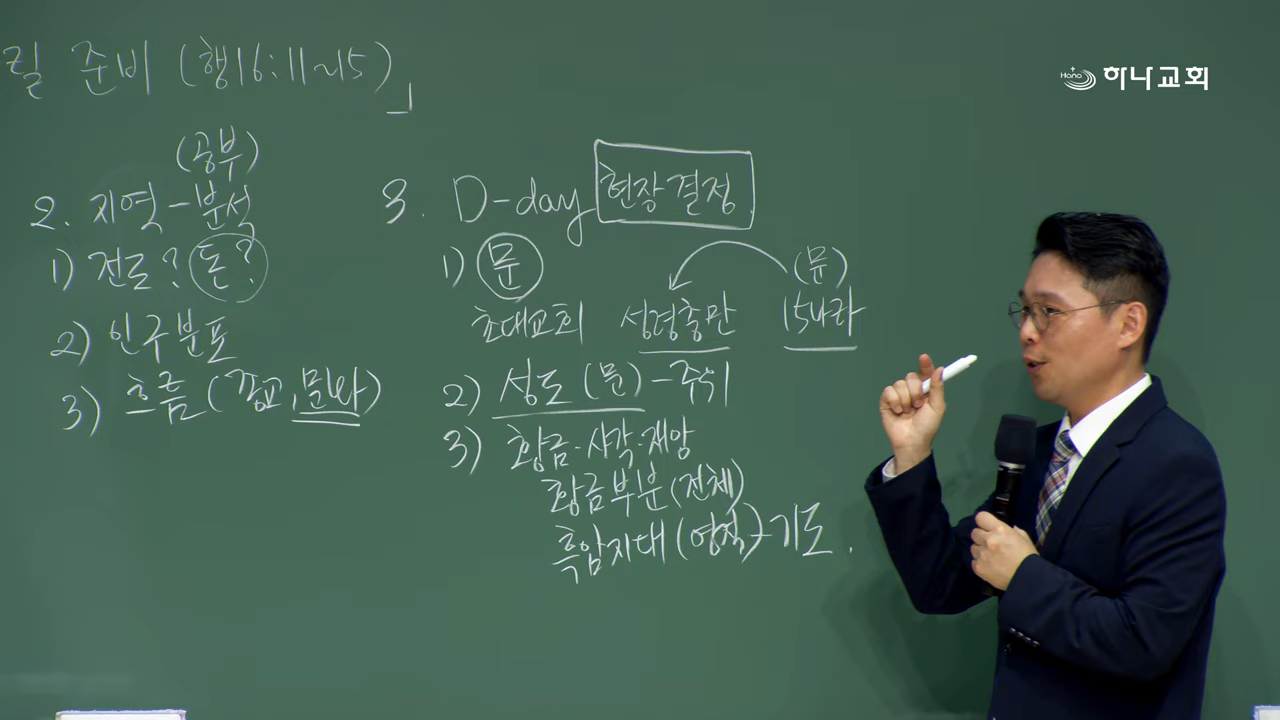 킬 준비 (행16:11~15)」
Hana 하나교회
(공부)
2. 지역-분석
1) 전도? 돈?
2) 인구분포
3) 흐름 (종교, 문화)
3. D-day 현장결정
1) 문 (문)
초대교회 성경충만 15나라
2) 성도 (문) - 주위
3) 황금·사각·재앙
황금부분(전체)
흑암지대(영적)-기도.